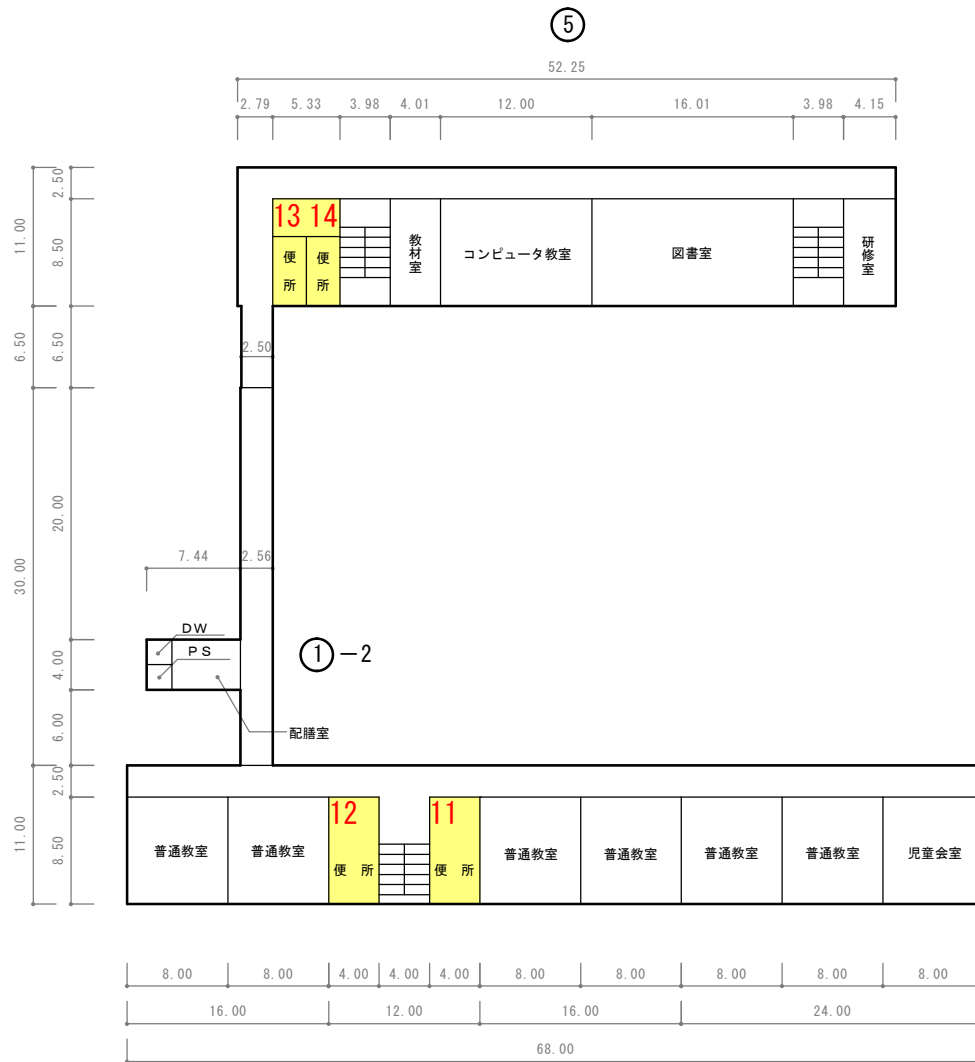 ⑤
52.25
2.79 5.33 3.98 4.01 12.00 16.01 3.98 4.15
11.00
2.50
8.50
6.50
6.50
30.00
20.00
4.00
6.00
11.00
2.50
8.50
13 14
便所
便所
教材室
コンピュータ教室
図書室
研修室
2.50
7.44 2.56
DW
PS
①-2
配膳室
12
11
普通教室
普通教室
便 所
便 所
普通教室
普通教室
普通教室
普通教室
児童会室
8.00 8.00 4.00 4.00 4.00 8.00 8.00 8.00 8.00 8.00
16.00 12.00 16.00 24.00
68.00